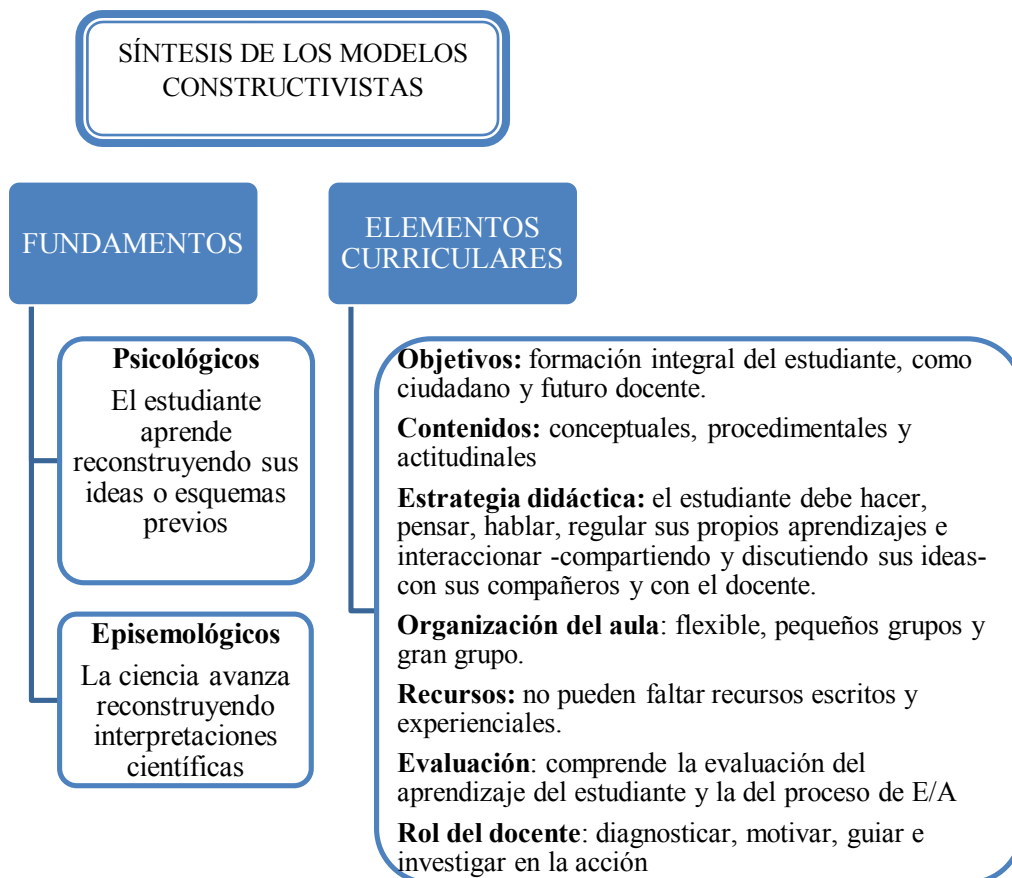 SÍNTESIS DE LOS MODELOS
CONSTRUCTIVISTAS
FUNDAMENTOS
Psicológicos
El estudiante
aprende
reconstruyendo sus
ideas o esquemas
previos
Episemológicos
La ciencia avanza
reconstruyendo
interpretaciones
científicas
ELEMENTOS
CURRICULARES
Objetivos: formación integral del estudiante, como
ciudadano y futuro docente.
Contenidos: conceptuales, procedimentales y
actitudinales
Estrategia didáctica: el estudiante debe hacer,
pensar, hablar, regular sus propios aprendizajes e
interaccionar -compartiendo y discutiendo sus ideas-
con sus compañeros y con el docente.
Organización del aula: flexible, pequeños grupos y
gran grupo.
Recursos: no pueden faltar recursos escritos y
experienciales.
Evaluación: comprende la evaluación del
aprendizaje del estudiante y la del proceso de E/A
Rol del docente: diagnosticar, motivar, guiar e
investigar en la acción